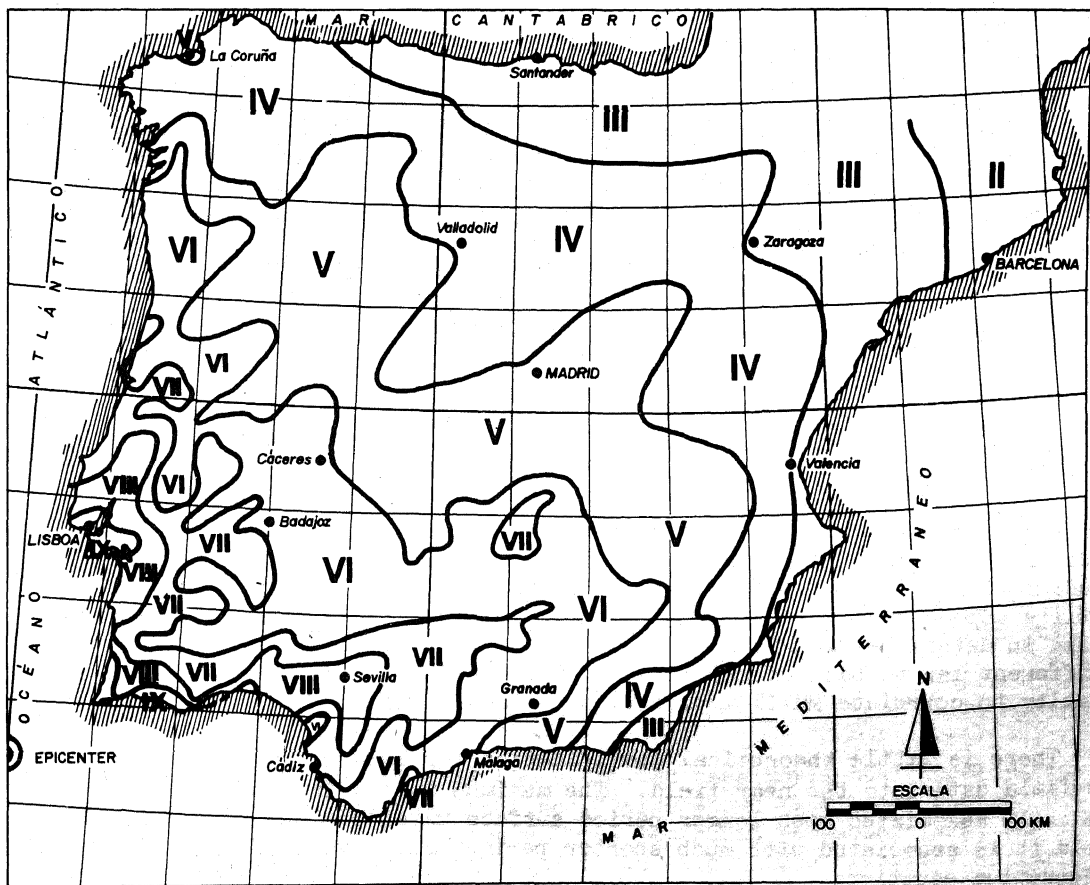 MAR CANTABRICO
V
La Coruña
Santander
IV
III
III
II
Valladolid
IV
Zaragoza
BARCELONA
VI
V
ATLÁNTICO
VI
MADRID
IV
VII
V
Cáceres
Valencia
VIII
VI
Badajoz
VII
LISBOA
VII
V
VI
VIII
VI
VII
OCÉANO
VII
VIII
VII
VIII
Sevilla
Granada
IV
IX
V
III
MEDITERRANEO
N
EPICENTER
Cádiz
VI
Málaga
VII
ESCALA
MAR
100 0 100 KM